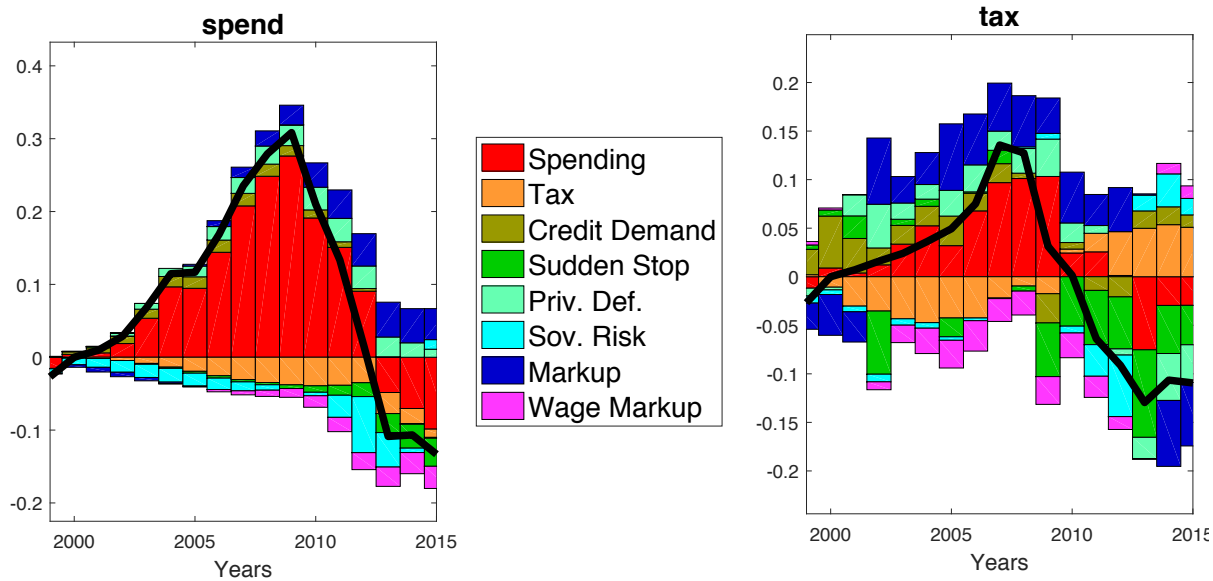 spend
0.4
0.3
0.2
0.1
0
-0.1
-0.2
2000 2005 2010 2015
Years
Spending
Tax
Credit Demand
Sudden Stop
Priv. Def.
Sov. Risk
Markup
Wage Markup
tax
0.2
0.15
0.1
0.05
0
-0.05
-0.1
-0.15
-0.2
2000 2005 2010 2015
Years